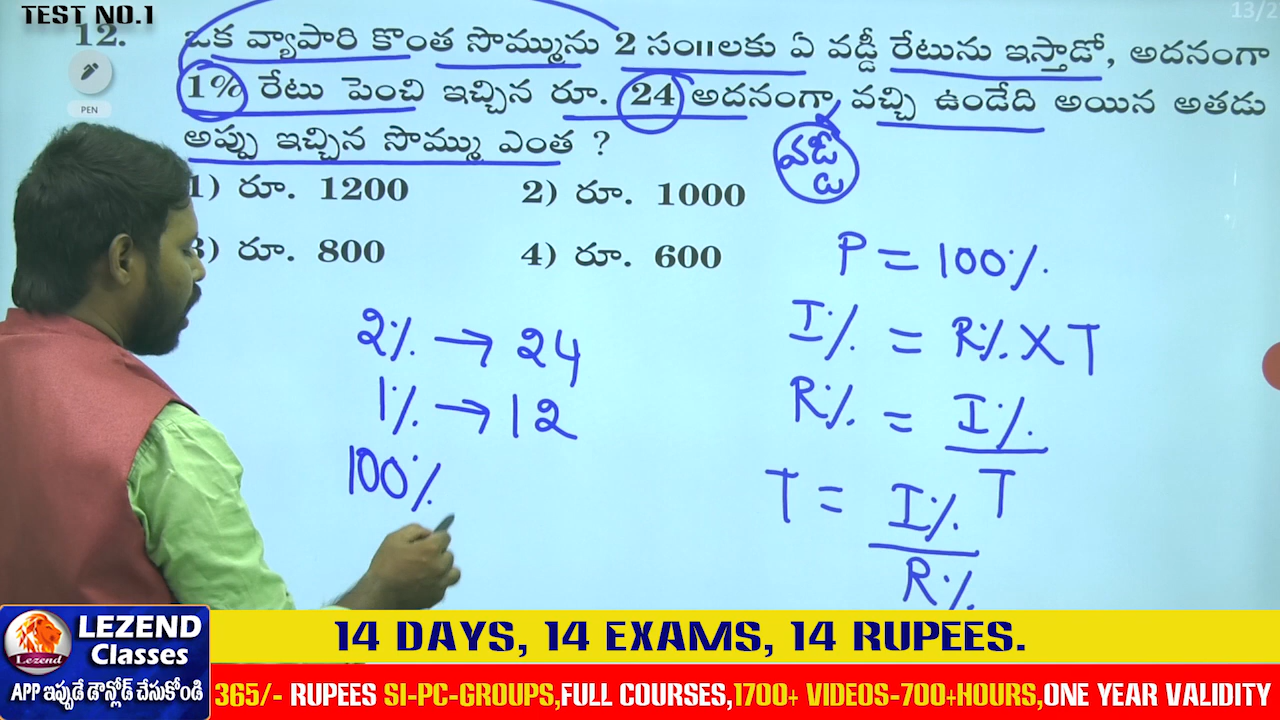 TEST NO.1
13/2
12. ఒక వ్యాపారి కొంత సొమ్మును 2 సం॥లకు ఏ వడ్డీ రేటును ఇస్తాడో, అదనంగా
1% రేటు పెంచి ఇచ్చిన రూ. 24 అదనంగా వచ్చి ఉండేది అయిన అతడు
అప్పు ఇచ్చిన సొమ్ము ఎంత ?
PEN
వడ్డీ
1) రూ. 1200 2) రూ. 1000
3) రూ. 800 4) రూ. 600
P = 100%
I% = R% X T
R% = I% / T
T = I% / R%
2% → 24
1% → 12
100%
LEZEND
Classes
Lezend
APP ఇప్పుడే డౌన్లోడ్ చేసుకోండి
14 DAYS, 14 EXAMS, 14 RUPEES.
365/- RUPEES SI-PC-GROUPS,FULL COURSES,1700+ VIDEOS-700+HOURS,ONE YEAR VALIDITY